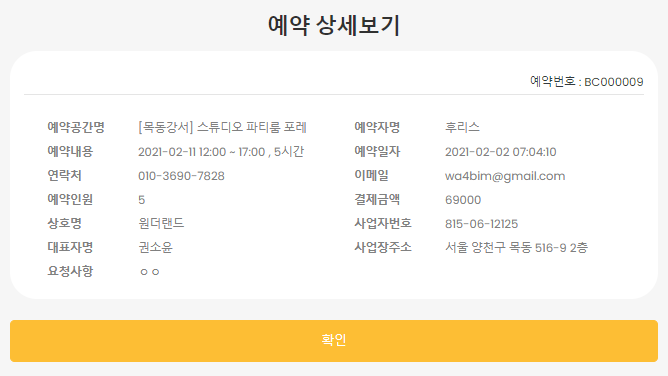 예약 상세보기
예약번호 : BC000009
예약공간명 [목동강서] 스튜디오 파티룸 포레 예약자명 후리스
예약내용 2021-02-11 12:00 ~ 17:00 , 5시간 예약일자 2021-02-02 07:04:10
연락처 010-3690-7828 이메일 wa4bim@gmail.com
예약인원 5 결제금액 69000
상호명 원더랜드 사업자번호 815-06-12125
대표자명 권소윤 사업장주소 서울 양천구 목동 516-9 2층
요청사항 ㅇㅇ
확인